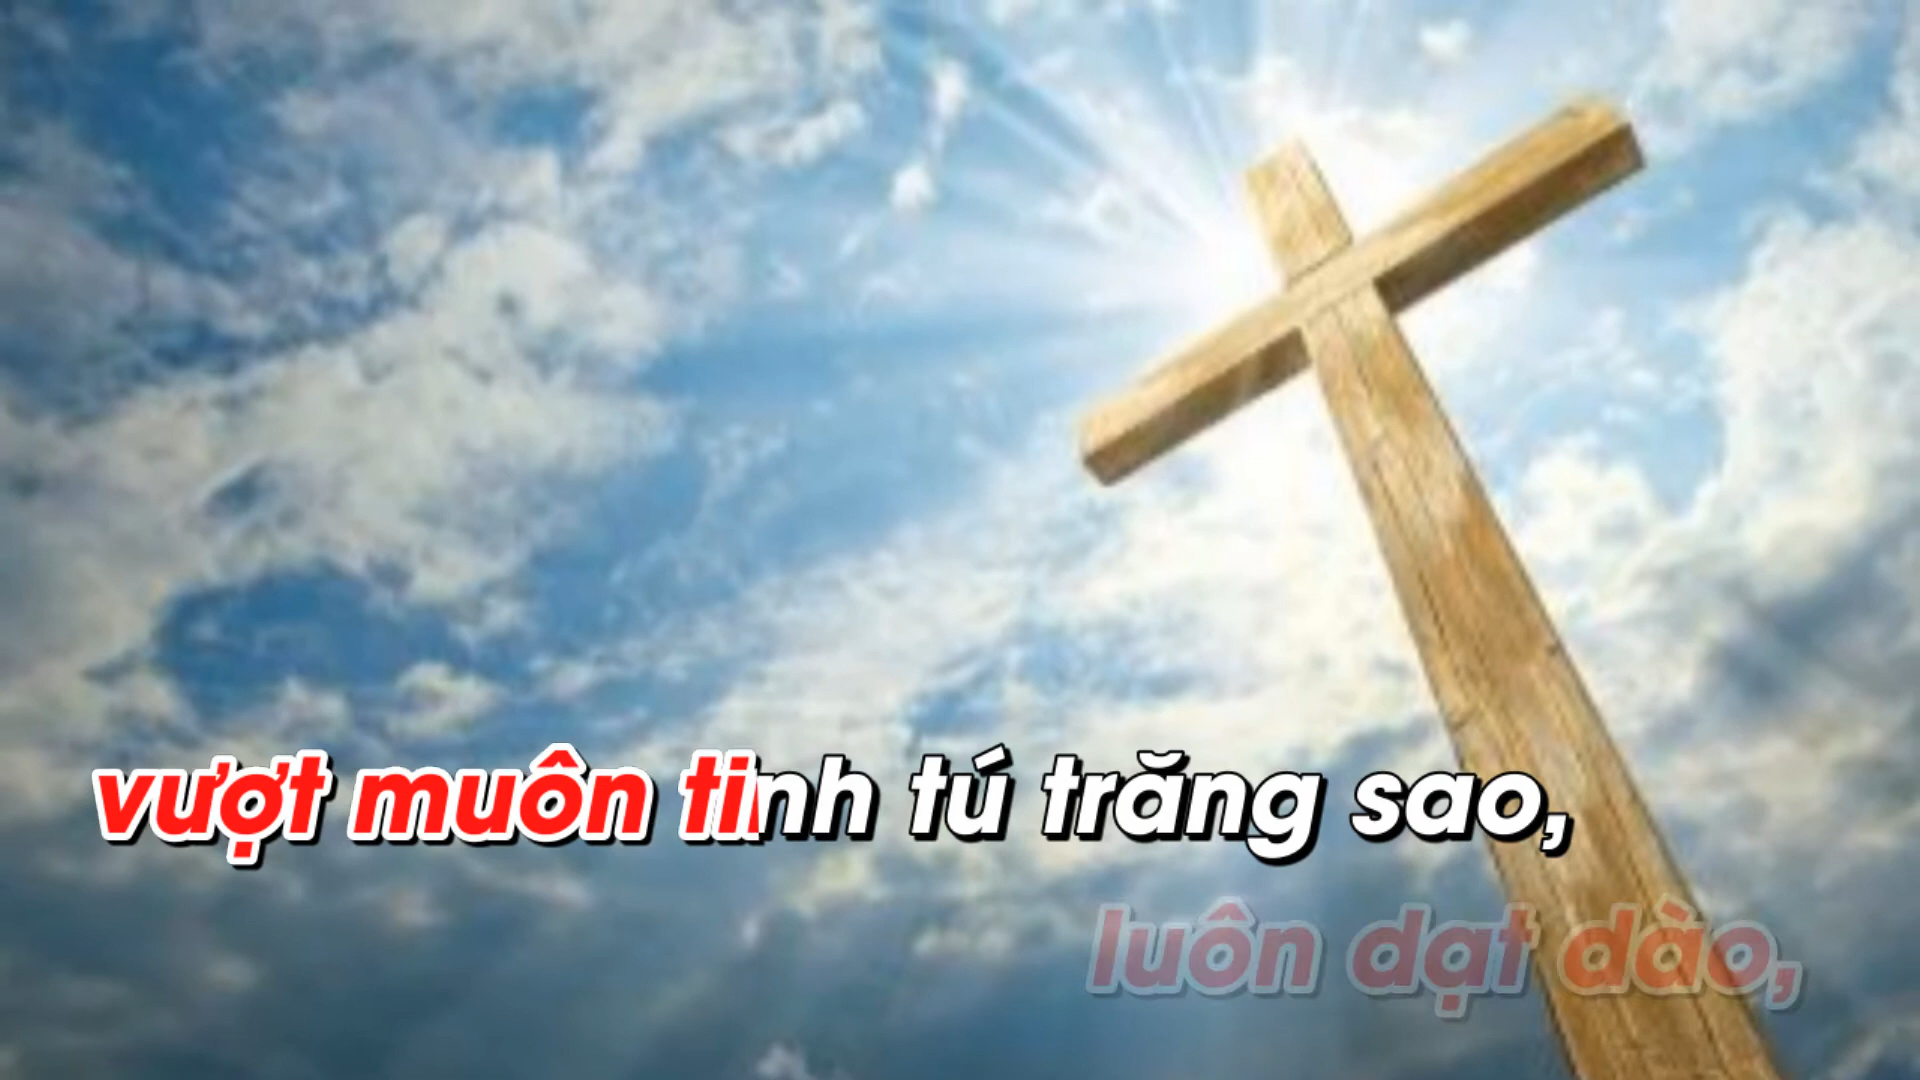 vượt muôn tinh tú trăng sao,
luôn dạt dào,